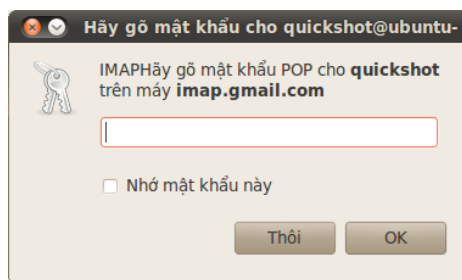 Hãy gõ mật khẩu cho quickshot@ubuntu-
IMAPHãy gõ mật khẩu POP cho quickshot
trên máy imap.gmail.com
Nhớ mật khẩu này
Thôi
OK